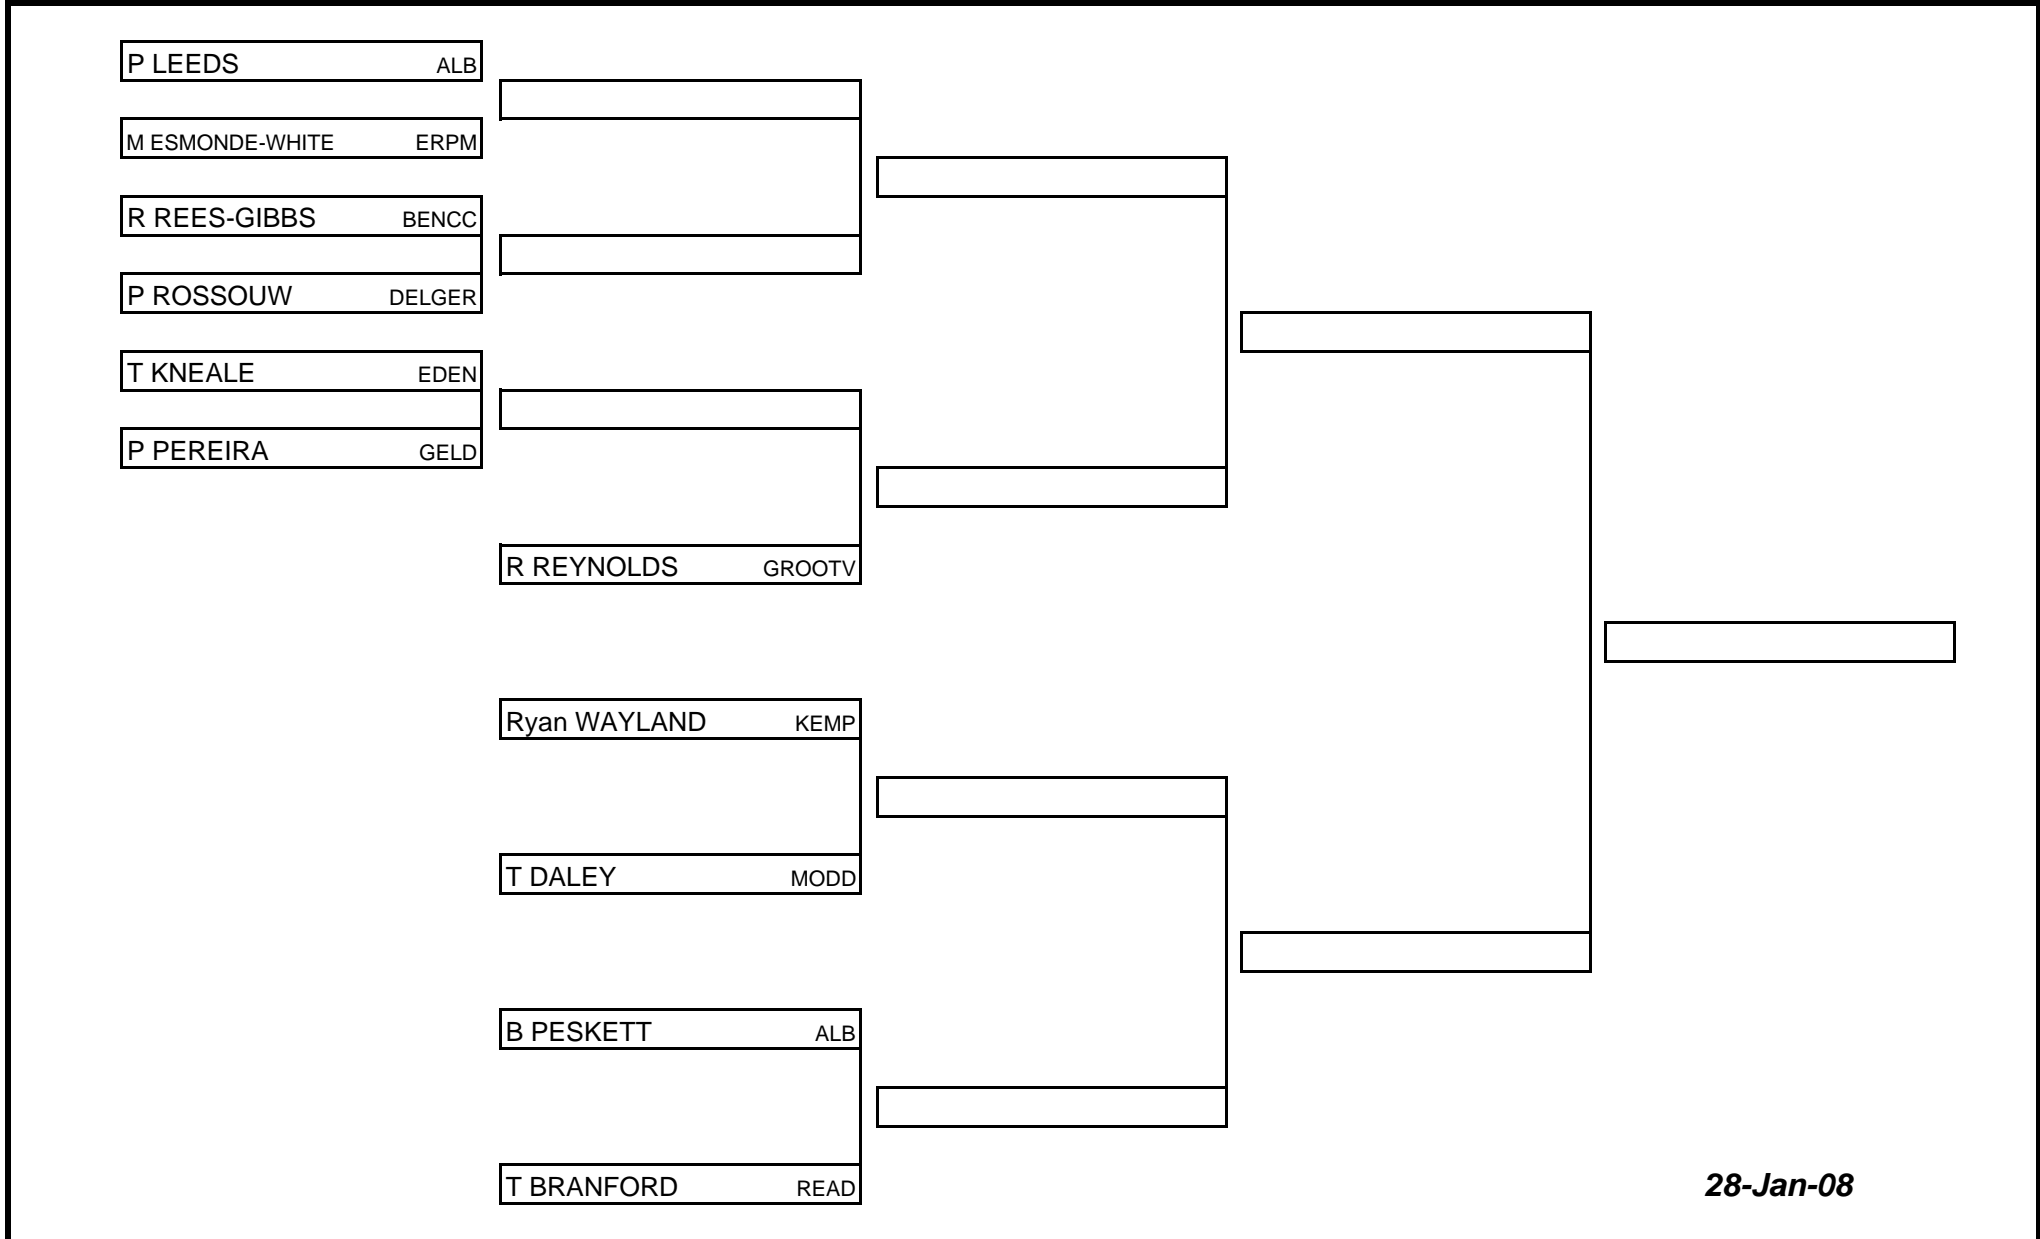 P LEEDS ALB
M ESMONDE-WHITE ERPM
R REES-GIBBS BENCC
P ROSSOUW DELGER
T KNEALE EDEN
P PEREIRA GELD
R REYNOLDS GROOTV
Ryan WAYLAND KEMP
T DALEY MODD
B PESKETT ALB
T BRANFORD READ
28-Jan-08